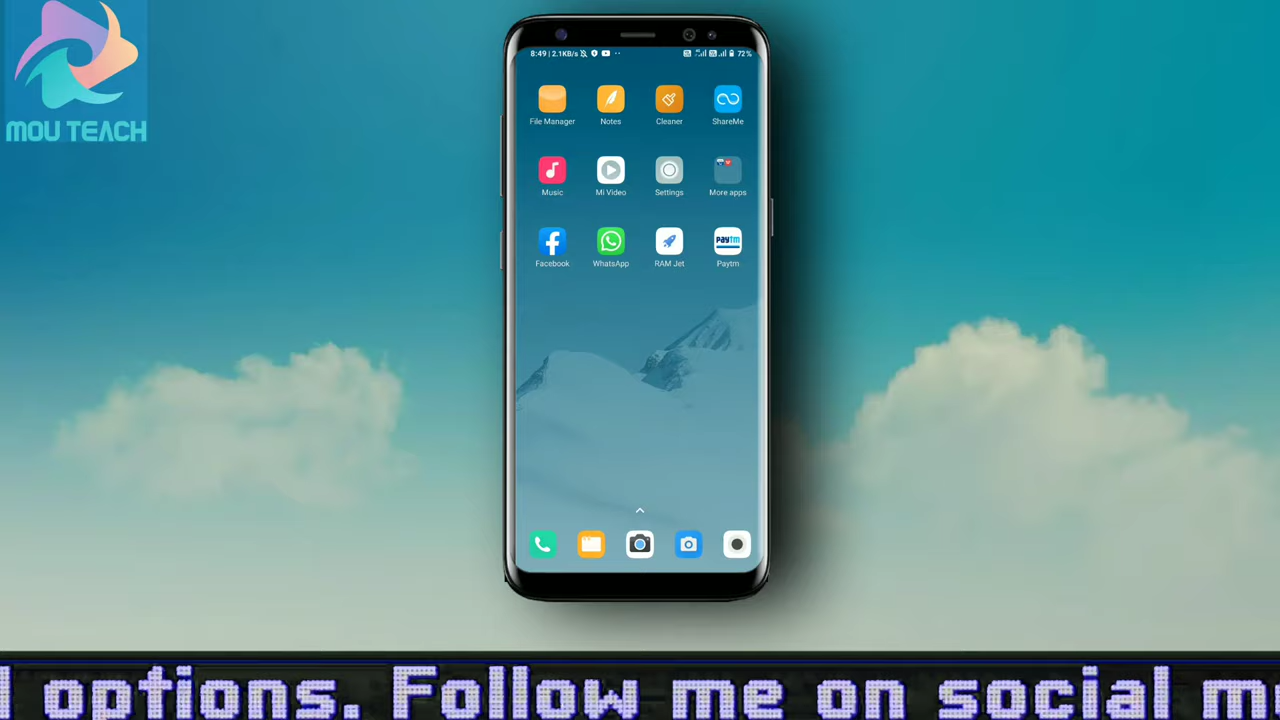 MOU TEACH
8:49 | 2.1KB/s
72%
File Manager
Notes
Cleaner
ShareMe
Music
Mi Video
Settings
More apps
Facebook
WhatsApp
RAM Jet
paytm
Paytm
options. Follow me on social